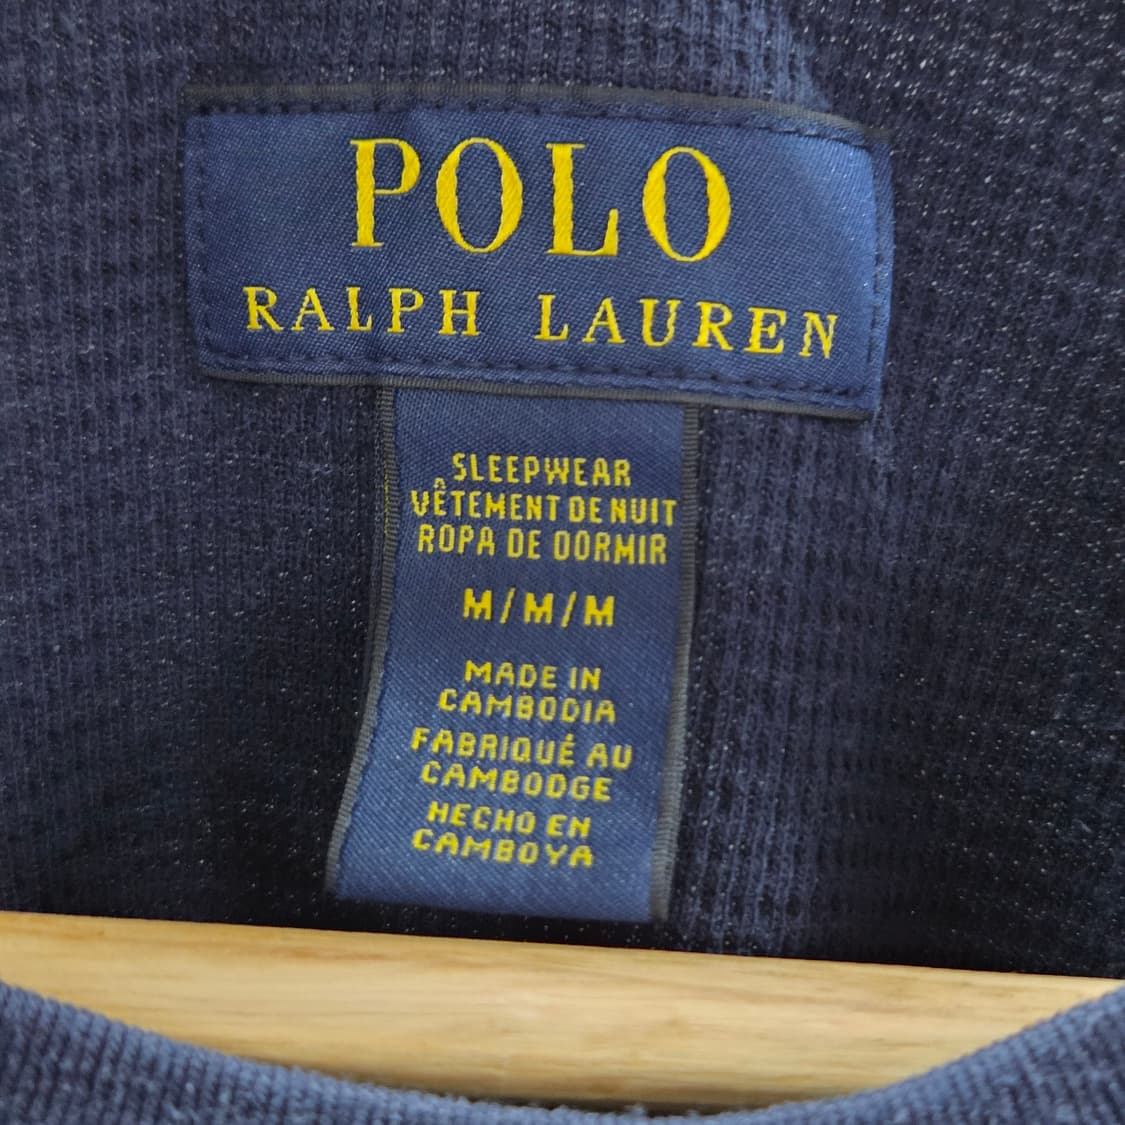 POLO
RALPH LAUREN
SLEEPWEAR
VÊTEMENT DE NUIT
ROPA DE DORMIR
M/M/M
MADE IN
CAMBODIA
FABRIQUÉ AU
CAMBODGE
HECHO EN
CAMBOYA